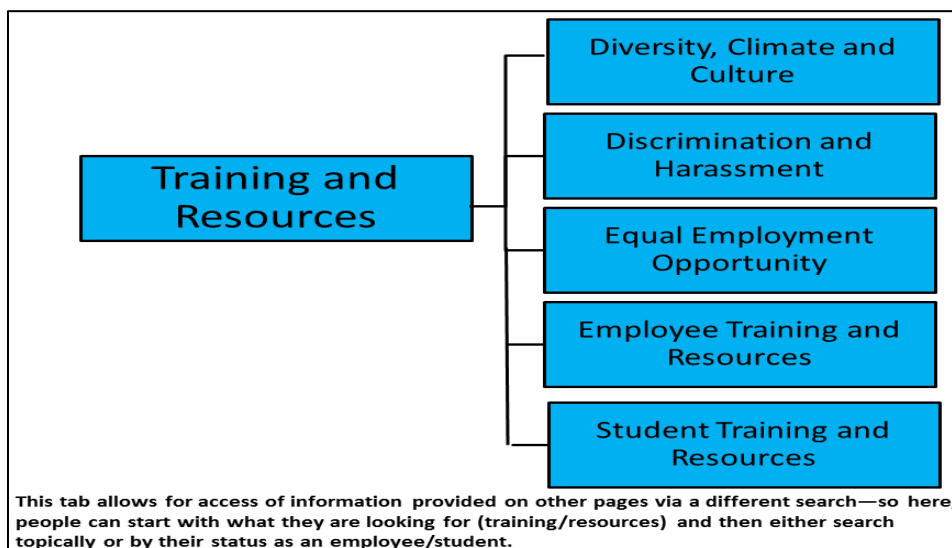 Diversity, Climate and
Culture
Discrimination and
Harassment
Training and
Resources
Equal Employment
Opportunity
Employee Training and
Resources
Student Training and
Resources
This tab allows for access of information provided on other pages via a different search—so here
people can start with what they are looking for (training/resources) and then either search
topically or by their status as an employee/student.